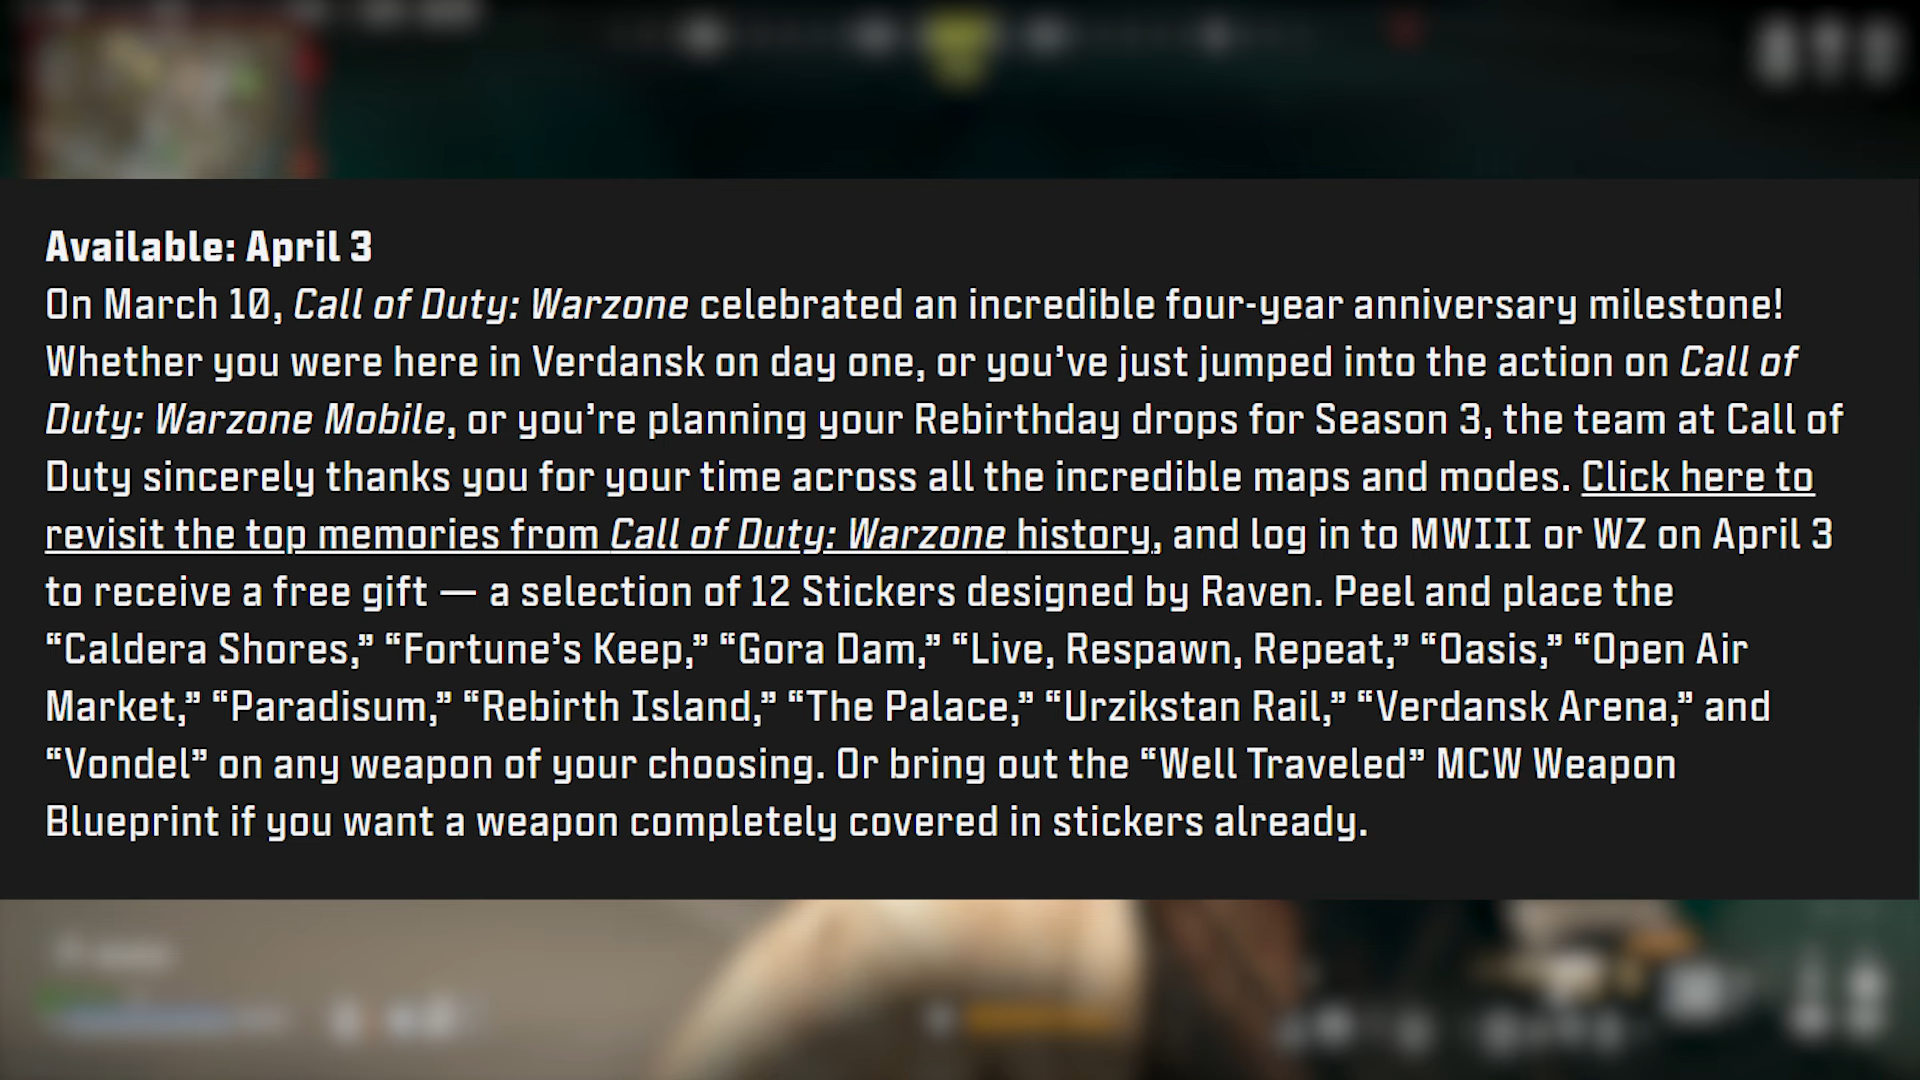 Available: April 3
On March 10, Call of Duty: Warzone celebrated an incredible four-year anniversary milestone!
Whether you were here in Verdansk on day one, or you’ve just jumped into the action on Call of
Duty: Warzone Mobile, or you’re planning your Rebirthday drops for Season 3, the team at Call of
Duty sincerely thanks you for your time across all the incredible maps and modes. Click here to
revisit the top memories from Call of Duty: Warzone history, and log in to MWIII or WZ on April 3
to receive a free gift — a selection of 12 Stickers designed by Raven. Peel and place the
“Caldera Shores,” “Fortune’s Keep,” “Gora Dam,” “Live, Respawn, Repeat,” “Oasis,” “Open Air
Market,” “Paradisum,” “Rebirth Island,” “The Palace,” “Urzikstan Rail,” “Verdansk Arena,” and
“Vondel” on any weapon of your choosing. Or bring out the “Well Traveled” MCW Weapon
Blueprint if you want a weapon completely covered in stickers already.